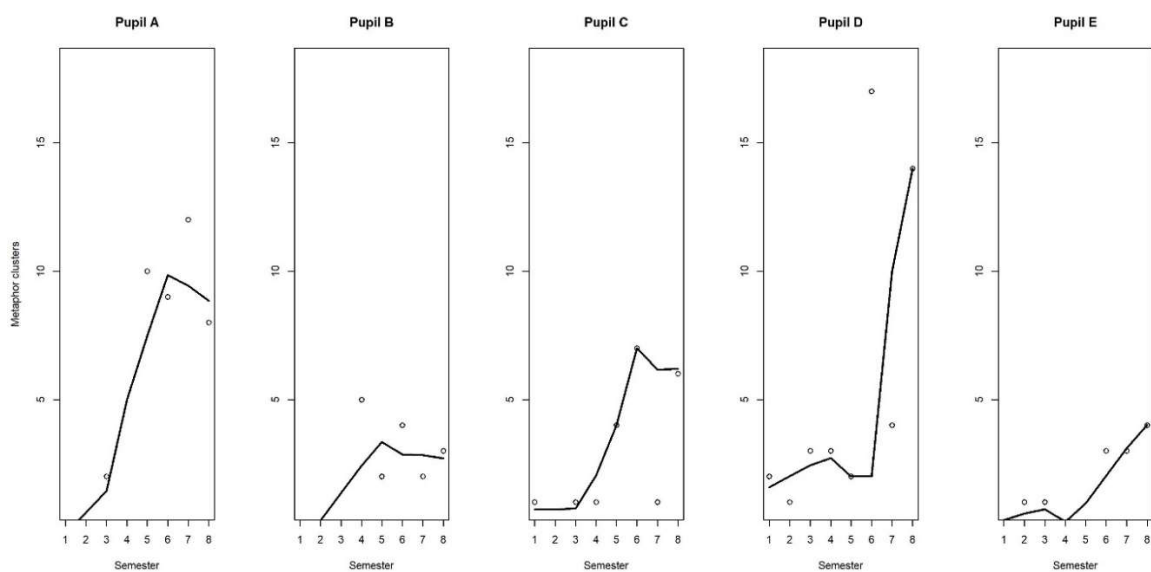 Pupil A Pupil B Pupil C Pupil D Pupil E
Metaphor clusters
15 15 15 15 15
10 10 10 10 10
5 5 5 5 5
1 2 3 4 5 6 7 8 1 2 3 4 5 6 7 8 1 2 3 4 5 6 7 8 1 2 3 4 5 6 7 8 1 2 3 4 5 6 7 8
Semester Semester Semester Semester Semester